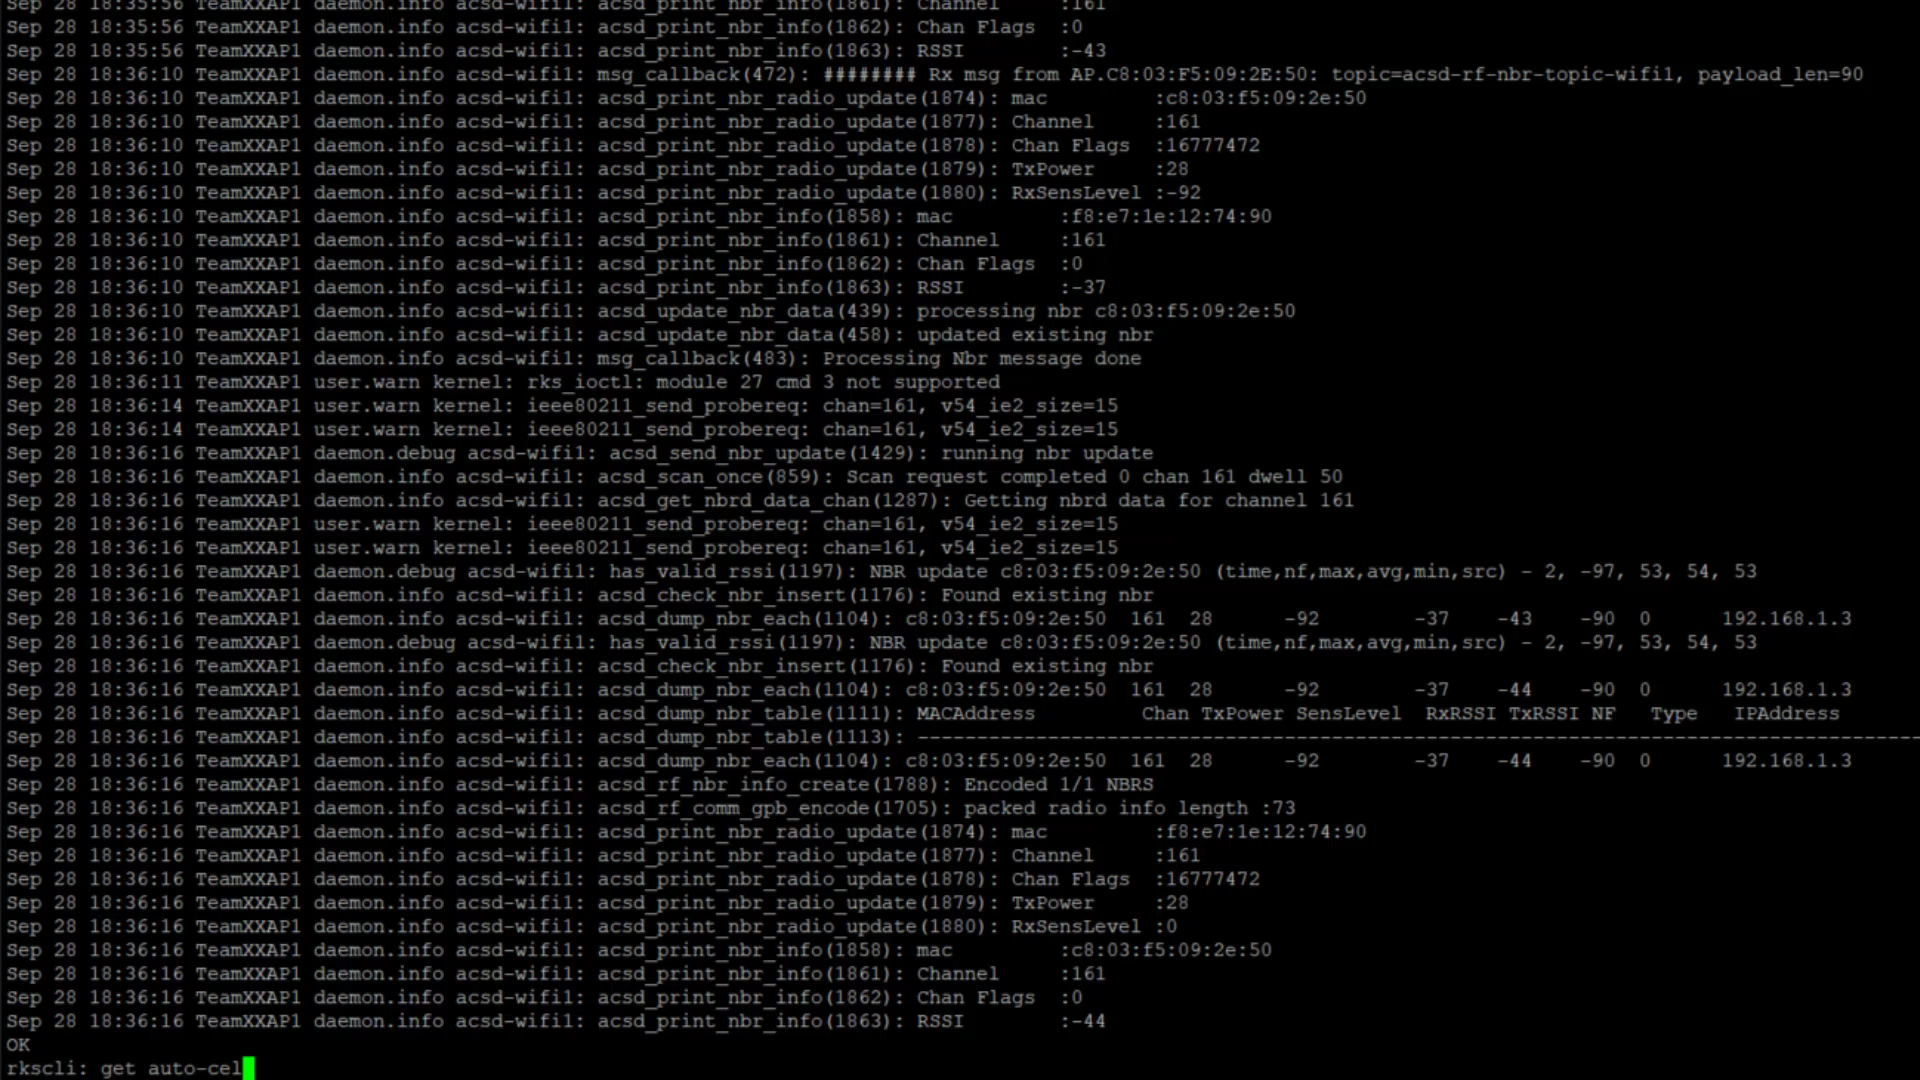 Sep 28 18:35:56 TeamXXAP1 daemon.info acsd-wifi1: acsd_print_nbr_info(1861): Channel     :161
Sep 28 18:35:56 TeamXXAP1 daemon.info acsd-wifi1: acsd_print_nbr_info(1862): Chan Flags  :0
Sep 28 18:35:56 TeamXXAP1 daemon.info acsd-wifi1: acsd_print_nbr_info(1863): RSSI        :-43
Sep 28 18:36:10 TeamXXAP1 daemon.info acsd-wifi1: msg_callback(472): ######## Rx msg from AP.C8:03:F5:09:2E:50: topic=acsd-rf-nbr-topic-wifi1, payload_len=90
Sep 28 18:36:10 TeamXXAP1 daemon.info acsd-wifi1: acsd_print_nbr_radio_update(1874): mac         :c8:03:f5:09:2e:50
Sep 28 18:36:10 TeamXXAP1 daemon.info acsd-wifi1: acsd_print_nbr_radio_update(1877): Channel     :161
Sep 28 18:36:10 TeamXXAP1 daemon.info acsd-wifi1: acsd_print_nbr_radio_update(1878): Chan Flags  :16777472
Sep 28 18:36:10 TeamXXAP1 daemon.info acsd-wifi1: acsd_print_nbr_radio_update(1879): TxPower     :28
Sep 28 18:36:10 TeamXXAP1 daemon.info acsd-wifi1: acsd_print_nbr_radio_update(1880): RxSensLevel :-92
Sep 28 18:36:10 TeamXXAP1 daemon.info acsd-wifi1: acsd_print_nbr_info(1858): mac         :f8:e7:1e:12:74:90
Sep 28 18:36:10 TeamXXAP1 daemon.info acsd-wifi1: acsd_print_nbr_info(1861): Channel     :161
Sep 28 18:36:10 TeamXXAP1 daemon.info acsd-wifi1: acsd_print_nbr_info(1862): Chan Flags  :0
Sep 28 18:36:10 TeamXXAP1 daemon.info acsd-wifi1: acsd_print_nbr_info(1863): RSSI        :-37
Sep 28 18:36:10 TeamXXAP1 daemon.info acsd-wifi1: acsd_update_nbr_data(439): processing nbr c8:03:f5:09:2e:50
Sep 28 18:36:10 TeamXXAP1 daemon.info acsd-wifi1: acsd_update_nbr_data(458): updated existing nbr
Sep 28 18:36:10 TeamXXAP1 daemon.info acsd-wifi1: msg_callback(483): Processing Nbr message done
Sep 28 18:36:11 TeamXXAP1 user.warn kernel: rks_ioctl: module 27 cmd 3 not supported
Sep 28 18:36:14 TeamXXAP1 user.warn kernel: ieee80211_send_probereq: chan=161, v54_ie2_size=15
Sep 28 18:36:14 TeamXXAP1 user.warn kernel: ieee80211_send_probereq: chan=161, v54_ie2_size=15
Sep 28 18:36:16 TeamXXAP1 daemon.debug acsd-wifi1: acsd_send_nbr_update(1429): running nbr update
Sep 28 18:36:16 TeamXXAP1 daemon.info acsd-wifi1: acsd_scan_once(859): Scan request completed 0 chan 161 dwell 50
Sep 28 18:36:16 TeamXXAP1 daemon.info acsd-wifi1: acsd_get_nbrd_data_chan(1287): Getting nbrd data for channel 161
Sep 28 18:36:16 TeamXXAP1 user.warn kernel: ieee80211_send_probereq: chan=161, v54_ie2_size=15
Sep 28 18:36:16 TeamXXAP1 user.warn kernel: ieee80211_send_probereq: chan=161, v54_ie2_size=15
Sep 28 18:36:16 TeamXXAP1 daemon.debug acsd-wifi1: has_valid_rssi(1197): NBR update c8:03:f5:09:2e:50 (time,nf,max,avg,min,src) - 2, -97, 53, 54, 53
Sep 28 18:36:16 TeamXXAP1 daemon.info acsd-wifi1: acsd_check_nbr_insert(1176): Found existing nbr
Sep 28 18:36:16 TeamXXAP1 daemon.info acsd-wifi1: acsd_dump_nbr_each(1104): c8:03:f5:09:2e:50  161  28      -92        -37    -43    -90  0      192.168.1.3
Sep 28 18:36:16 TeamXXAP1 daemon.debug acsd-wifi1: has_valid_rssi(1197): NBR update c8:03:f5:09:2e:50 (time,nf,max,avg,min,src) - 2, -97, 53, 54, 53
Sep 28 18:36:16 TeamXXAP1 daemon.info acsd-wifi1: acsd_check_nbr_insert(1176): Found existing nbr
Sep 28 18:36:16 TeamXXAP1 daemon.info acsd-wifi1: acsd_dump_nbr_each(1104): c8:03:f5:09:2e:50  161  28      -92        -37    -44    -90  0      192.168.1.3
Sep 28 18:36:16 TeamXXAP1 daemon.info acsd-wifi1: acsd_dump_nbr_table(1111): MACAddress         Chan TxPower SensLevel  RxRSSI TxRSSI NF   Type   IPAddress
Sep 28 18:36:16 TeamXXAP1 daemon.info acsd-wifi1: acsd_dump_nbr_table(1113): -------------------------------------------------------------------------------------
Sep 28 18:36:16 TeamXXAP1 daemon.info acsd-wifi1: acsd_dump_nbr_each(1104): c8:03:f5:09:2e:50  161  28      -92        -37    -44    -90  0      192.168.1.3
Sep 28 18:36:16 TeamXXAP1 daemon.info acsd-wifi1: acsd_rf_nbr_info_create(1788): Encoded 1/1 NBRS
Sep 28 18:36:16 TeamXXAP1 daemon.info acsd-wifi1: acsd_rf_comm_gpb_encode(1705): packed radio info length :73
Sep 28 18:36:16 TeamXXAP1 daemon.info acsd-wifi1: acsd_print_nbr_radio_update(1874): mac         :f8:e7:1e:12:74:90
Sep 28 18:36:16 TeamXXAP1 daemon.info acsd-wifi1: acsd_print_nbr_radio_update(1877): Channel     :161
Sep 28 18:36:16 TeamXXAP1 daemon.info acsd-wifi1: acsd_print_nbr_radio_update(1878): Chan Flags  :16777472
Sep 28 18:36:16 TeamXXAP1 daemon.info acsd-wifi1: acsd_print_nbr_radio_update(1879): TxPower     :28
Sep 28 18:36:16 TeamXXAP1 daemon.info acsd-wifi1: acsd_print_nbr_radio_update(1880): RxSensLevel :0
Sep 28 18:36:16 TeamXXAP1 daemon.info acsd-wifi1: acsd_print_nbr_info(1858): mac         :c8:03:f5:09:2e:50
Sep 28 18:36:16 TeamXXAP1 daemon.info acsd-wifi1: acsd_print_nbr_info(1861): Channel     :161
Sep 28 18:36:16 TeamXXAP1 daemon.info acsd-wifi1: acsd_print_nbr_info(1862): Chan Flags  :0
Sep 28 18:36:16 TeamXXAP1 daemon.info acsd-wifi1: acsd_print_nbr_info(1863): RSSI        :-44
OK
rkscli: get auto-cel